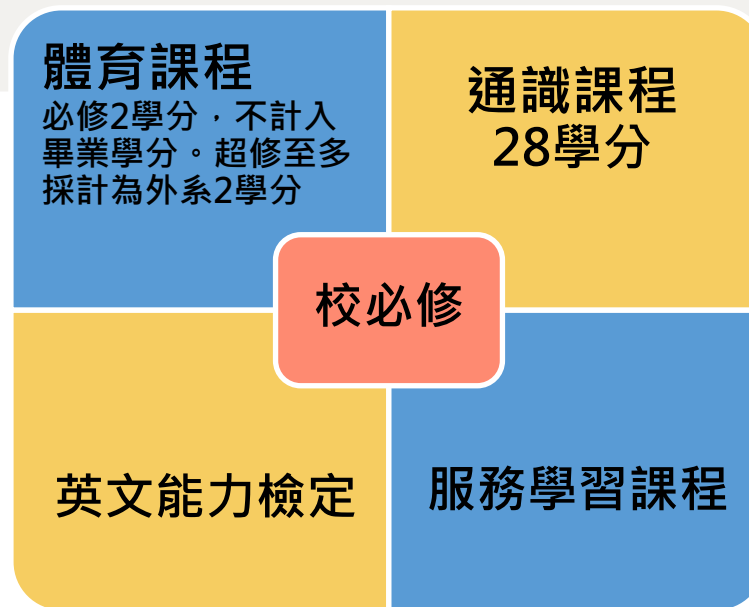 體育課程
必修2學分，不計入
畢業學分。超修至多
採計為外系2學分
通識課程
28學分
校必修
英文能力檢定
服務學習課程